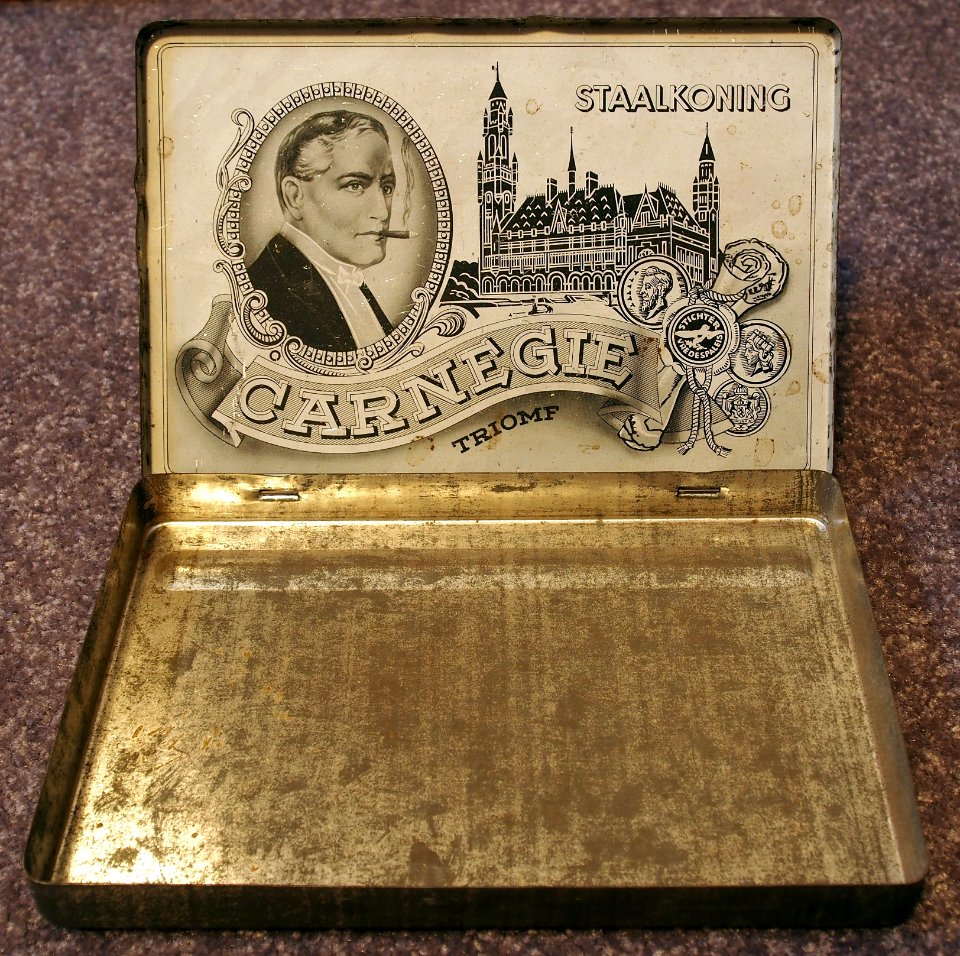 STAALKONING
CARNEGIE
TRIOMF
STICHTER
VREDESPALEIS